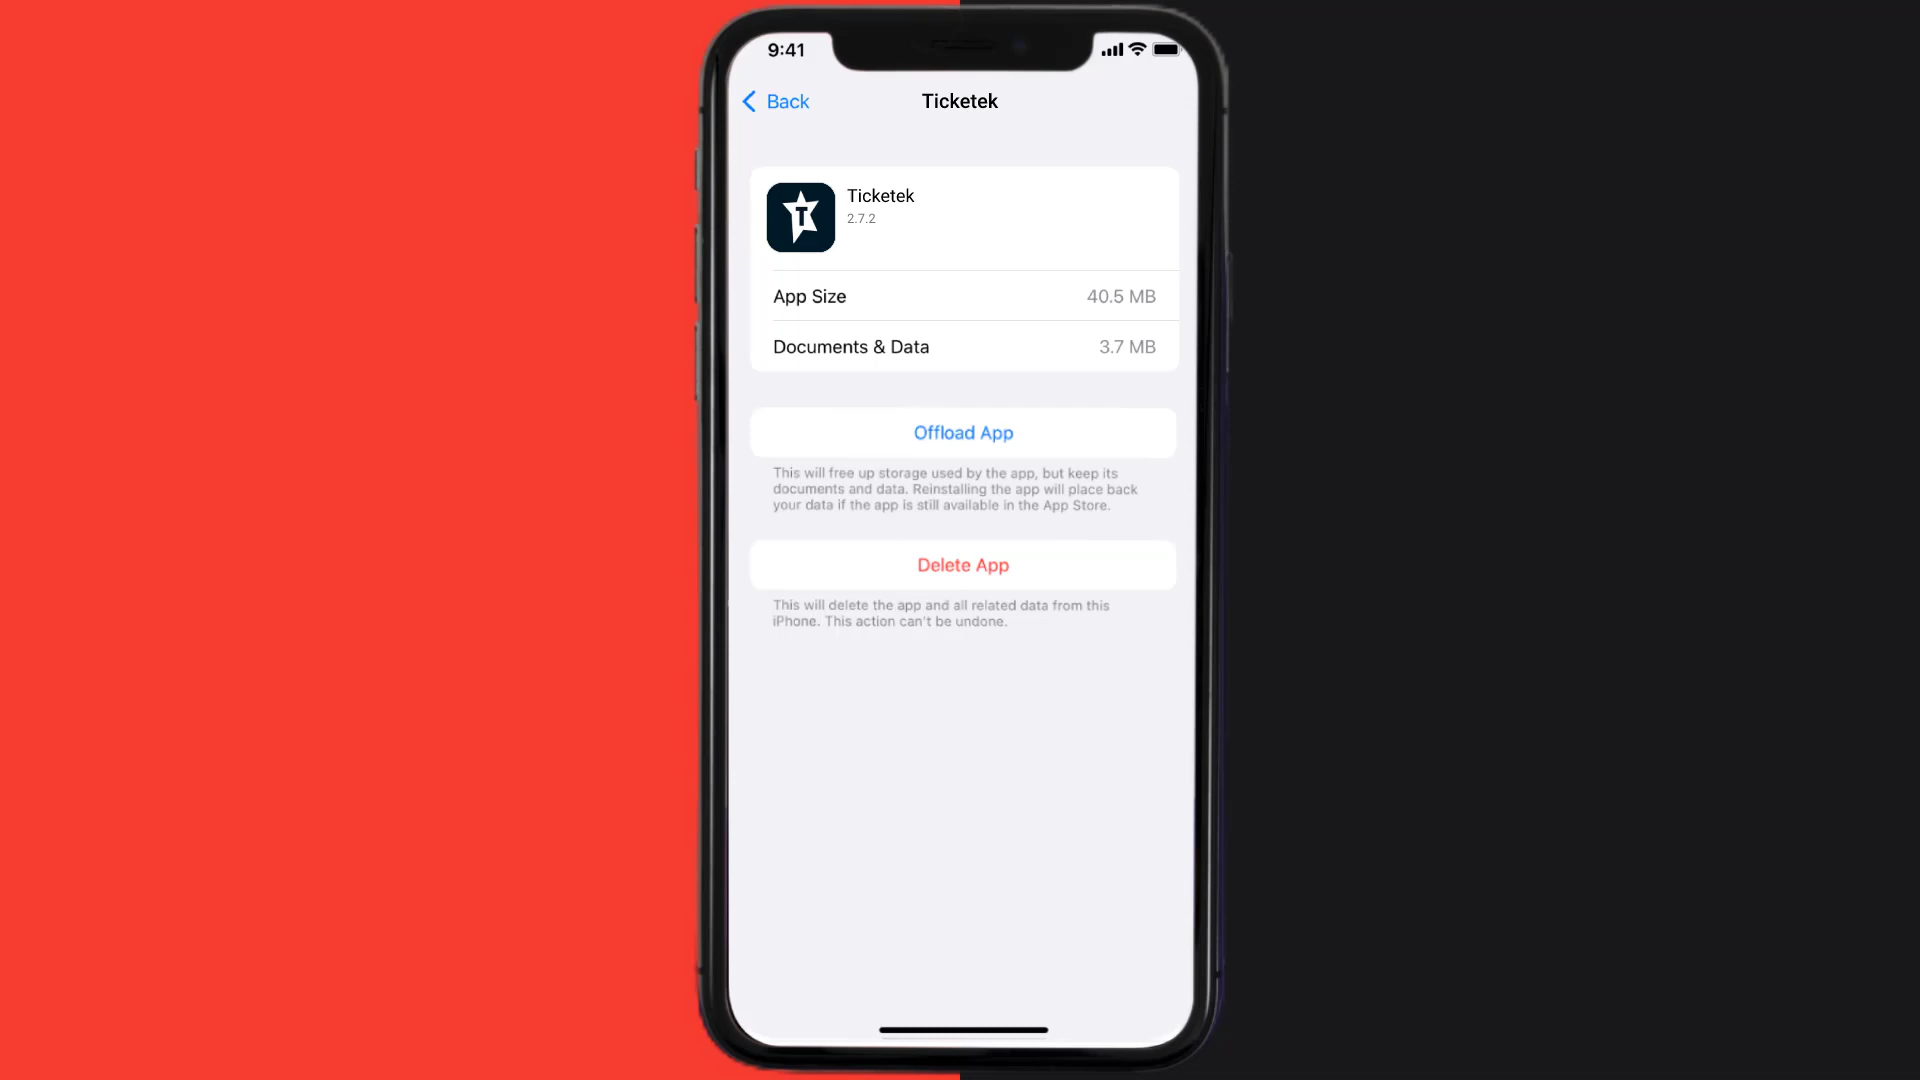 9:41
Back
Ticketek
T
Ticketek
2.7.2
App Size
40.5 MB
Documents & Data
3.7 MB
Offload App
This will free up storage used by the app, but keep its
documents and data. Reinstalling the app will place back
your data if the app is still available in the App Store.
Delete App
This will delete the app and all related data from this
iPhone. This action can't be undone.